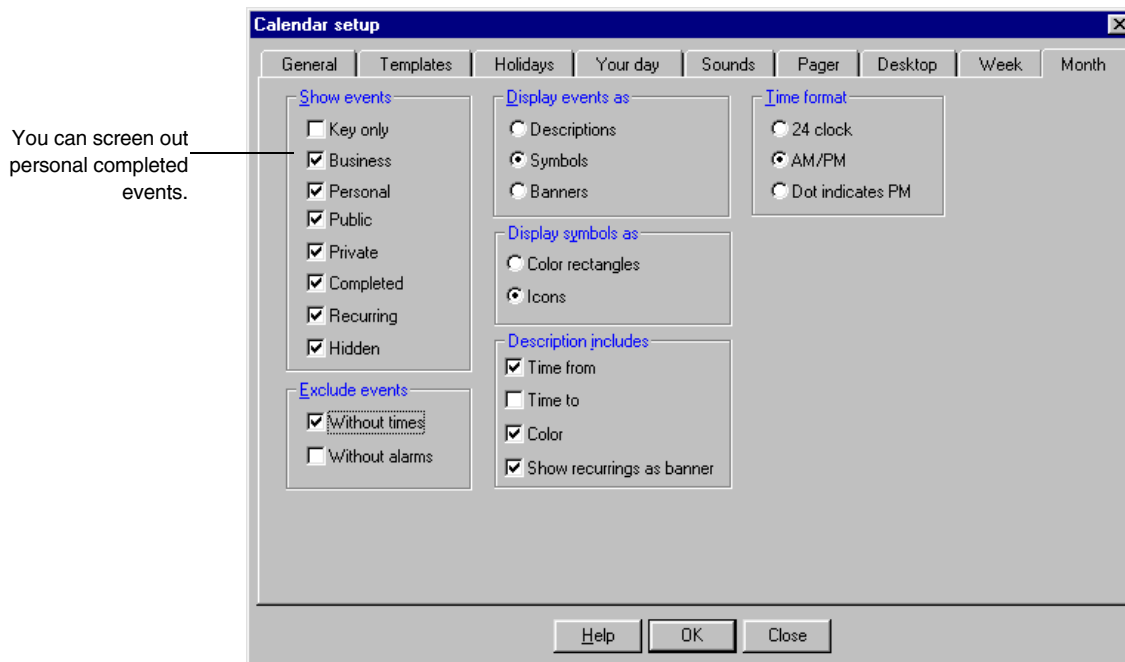 Calendar setup
General Templates Holidays Your day Sounds Pager Desktop Week Month
You can screen out
personal completed
events.
Show events
Key only
Business
Personal
Public
Private
Completed
Recurring
Hidden
Exclude events
Without times
Without alarms
Display events as
Descriptions
Symbols
Banners
Display symbols as
Color rectangles
Icons
Description includes
Time from
Time to
Color
Show recurrings as banner
Time format
24 clock
AM/PM
Dot indicates PM
Help OK Close